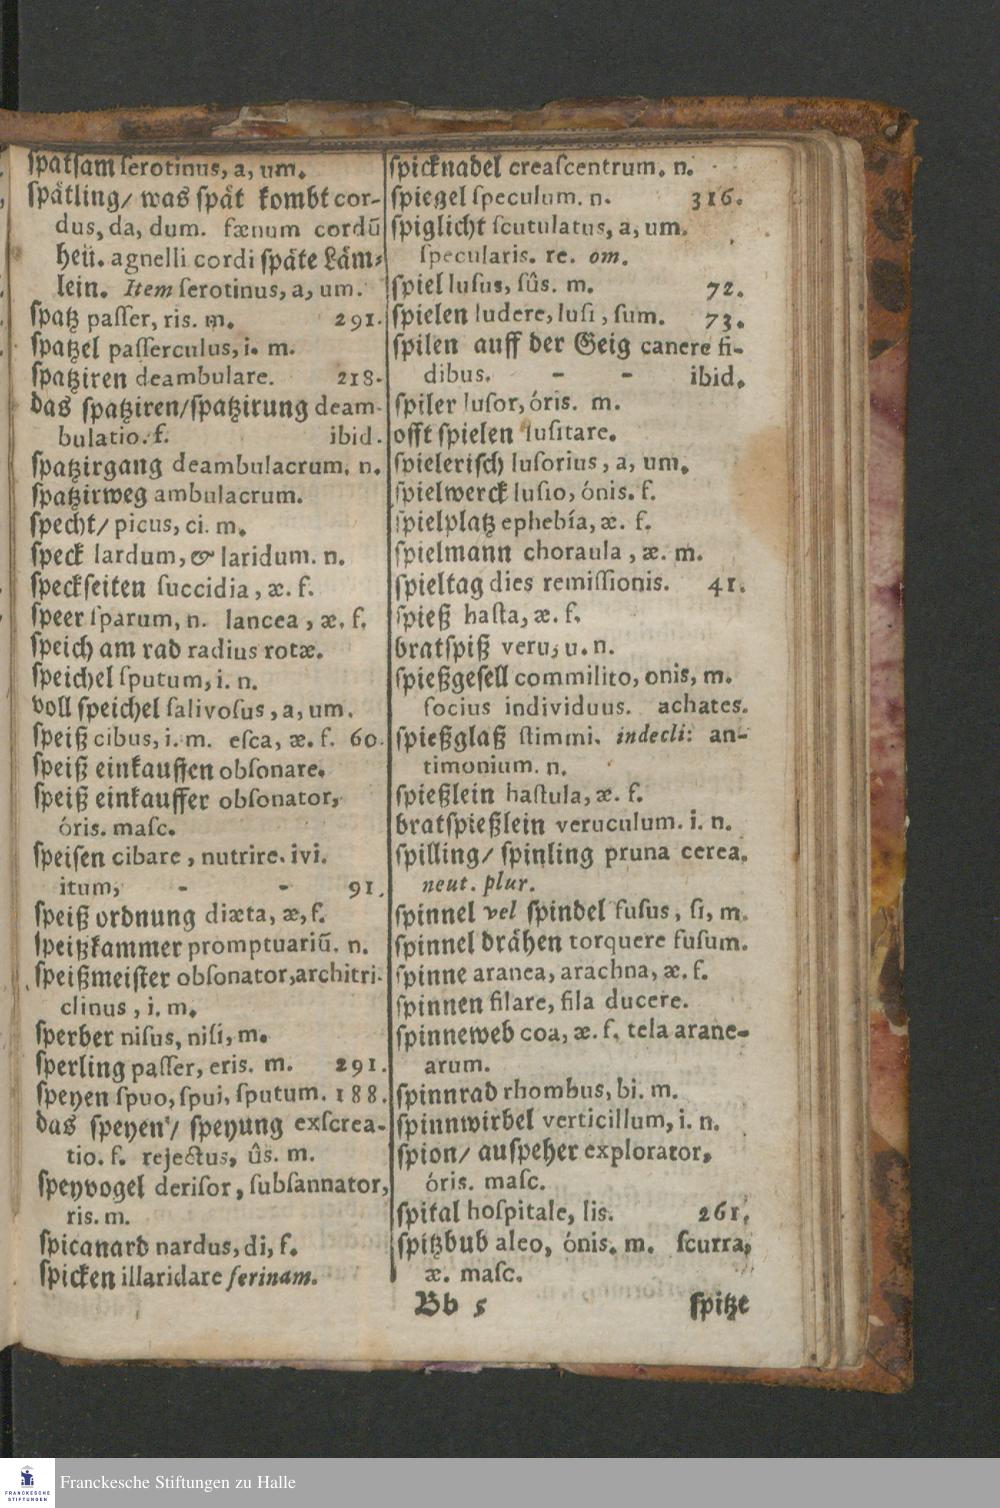 spatsam serotinus, a, um.
spätling/ was spät kombt cor-
dus, da, dum. fænum cordū
heü. agnelli cordi späte Läm-
lein. Item serotinus, a, um.
spatz passer, ris. m. 291.
spatzel passerculus, i. m.
spatziren deambulare. 218.
das spatziren/spatzirung deam-
bulatio. f. ibid.
spatzirgang deambulacrum. n.
spatzirweg ambulacrum.
specht/ picus, ci. m.
speck lardum, & laridum. n.
speckseiten succidia, æ. f.
speer sparum, n. lancea, æ. f.
speich am rad radius rotæ.
speichel sputum, i. n.
voll speichel salivosus, a, um.
speiß cibus, i. m. esca, æ. f. 60.
speiß einkauffen obsonare.
speiß einkauffer obsonator,
óris. masc.
speisen cibare, nutrire. ivi.
itum, - - 91.
speiß ordnung diæta, æ, f.
speitzkammer promptuariū. n.
speißmeister obsonator, architri-
clinus, i. m.
sperber nisus, nisi, m.
sperling passer, eris. m. 291.
speyen spuo, spui, sputum. 188.
das speyen/ speyung exscrea-
tio. f. rejectus, ûs. m.
speyvogel derisor, subsannator,
ris. m.
spicanard nardus, di, f.
spicken illaridare ferinam.
spicknadel creascentrum. n.
spiegel speculum. n. 316.
spiglicht scutulatus, a, um.
specularis. re. om.
spiel lusus, sûs. m. 72.
spielen ludere, lusi, sum. 73.
spilen auff der Geig canere fi-
dibus. - - ibid.
spiler lusor, óris. m.
offt spielen lusitare.
spielerisch lusorius, a, um.
spielwerck lusio, ónis. f.
spielplatz ephebía, æ. f.
spielmann choraula, æ. m.
spieltag dies remissionis. 41.
spieß hasta, æ. f.
bratspiß veru, u. n.
spießgesell commilito, onis, m.
socius individuus. achates.
spießglaß stimmi. indecli: an-
timonium. n.
spießlein hastula, æ. f.
bratspießlein veruculum. i. n.
spilling/ spinling pruna cerea.
neut. plur.
spinnel vel spindel fusus, si, m.
spinnel drähen torquere fusum.
spinne aranea, arachna, æ. f.
spinnen filare, fila ducere.
spinneweb coa, æ. f. tela arane-
arum.
spinnrad rhombus, bi. m.
spinnwirbel verticillum, i. n.
spion/ auspeher explorator,
óris. masc.
spital hospitale, lis. 261.
spitzbub aleo, ónis. m. scurra,
æ. masc.
Bb 5 spitze
FRANCKESCHE
STIFTUNGEN
Franckesche Stiftungen zu Halle